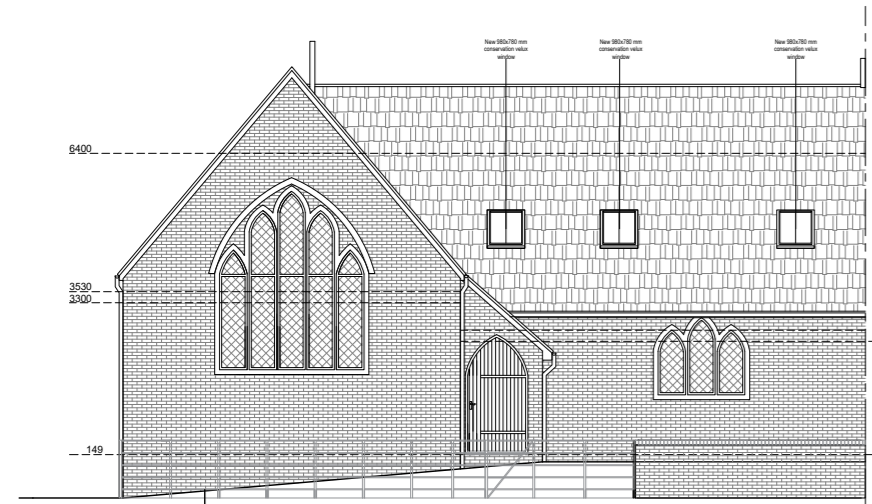 New 980x780 mm
conservation velux
window
New 980x780 mm
conservation velux
window
New 980x780 mm
conservation velux
window
6400
3530
3300
149